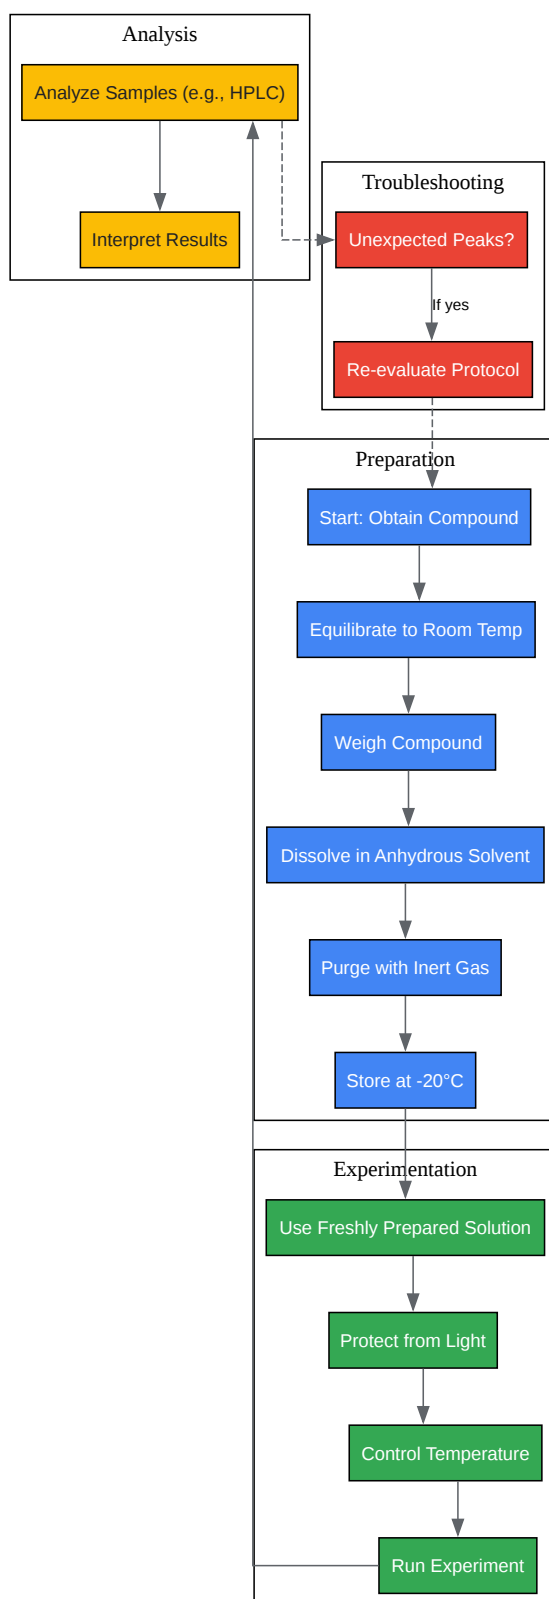 Analysis
Analyze Samples (e.g., HPLC)
Interpret Results
Troubleshooting
Unexpected Peaks?
If yes
Re-evaluate Protocol
Preparation
Start: Obtain Compound
Equilibrate to Room Temp
Weigh Compound
Dissolve in Anhydrous Solvent
Purge with Inert Gas
Store at -20°C
Experimentation
Use Freshly Prepared Solution
Protect from Light
Control Temperature
Run Experiment